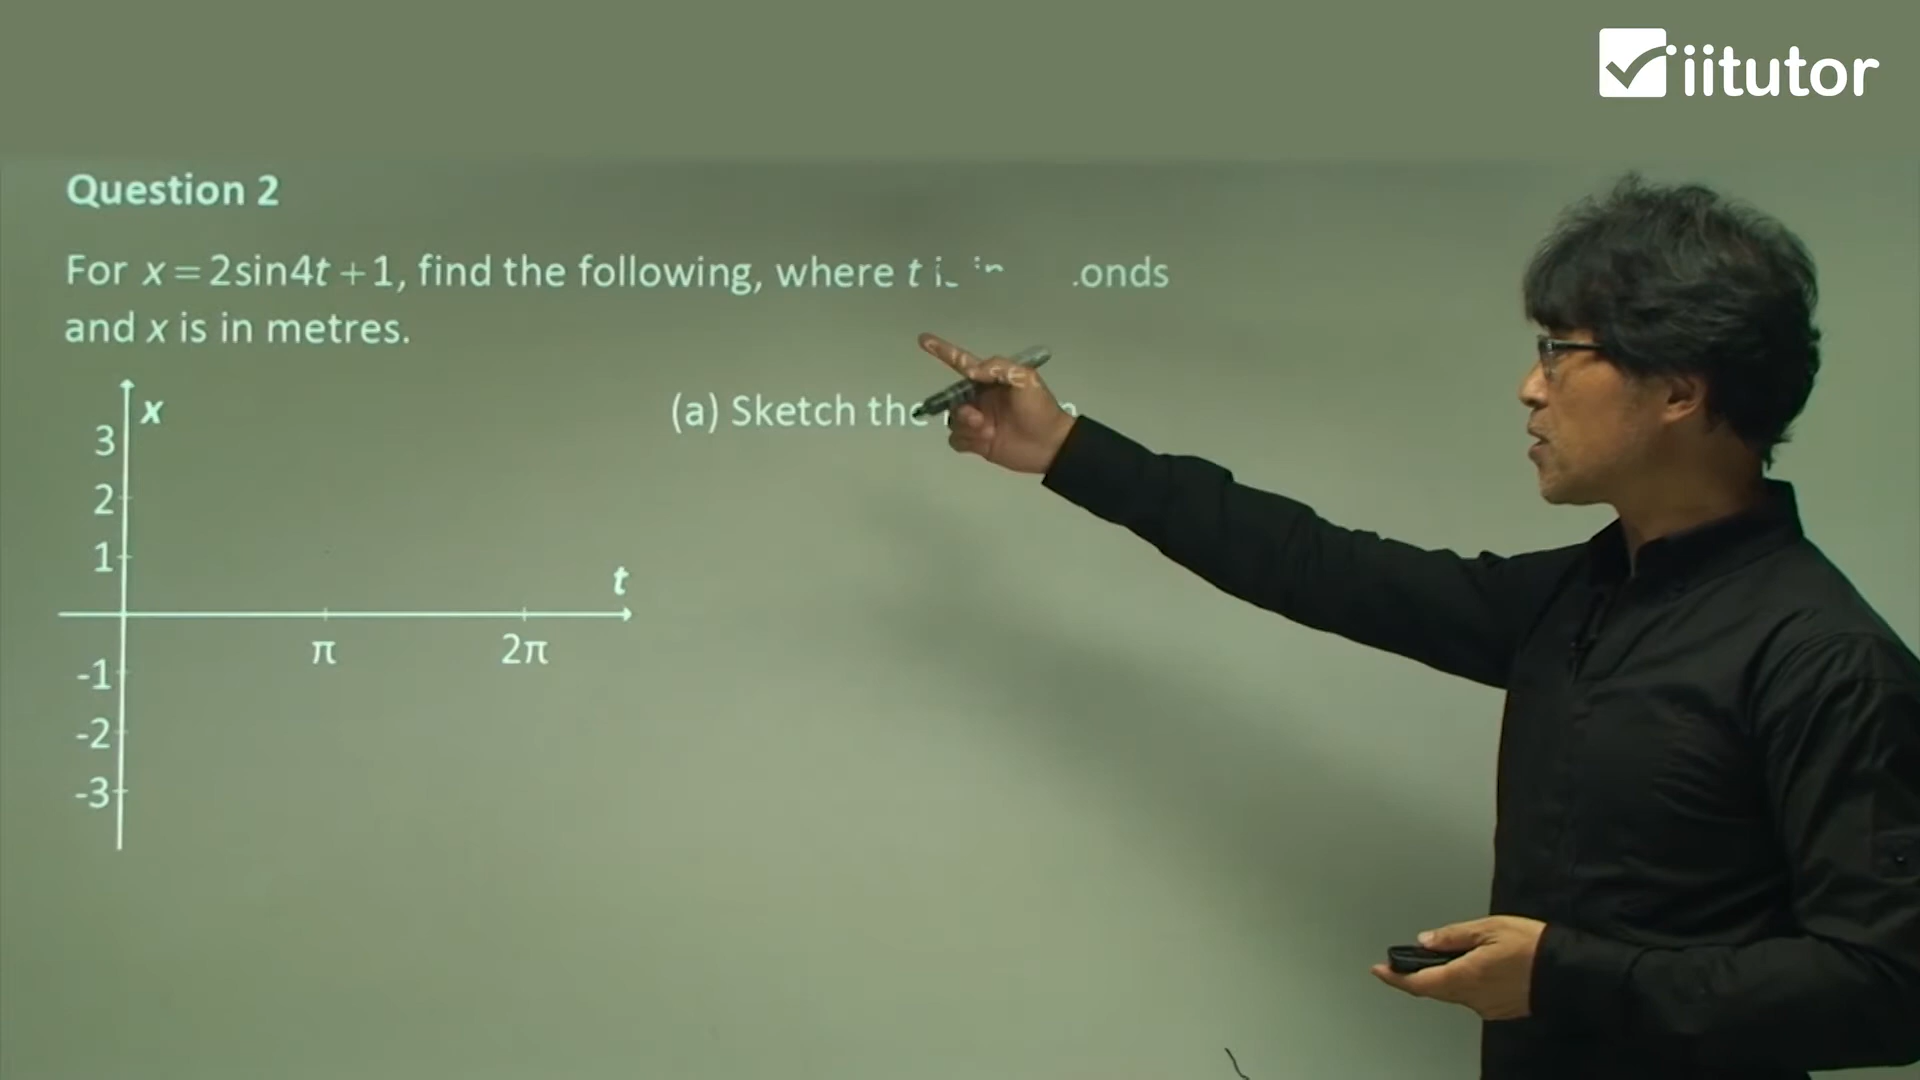 iitutor
Question 2
For x = 2sin4t + 1, find the following, where t
and x is in metres.
x
(a) Sketch the
3
2
1
t
π 2π
-1
-2
-3